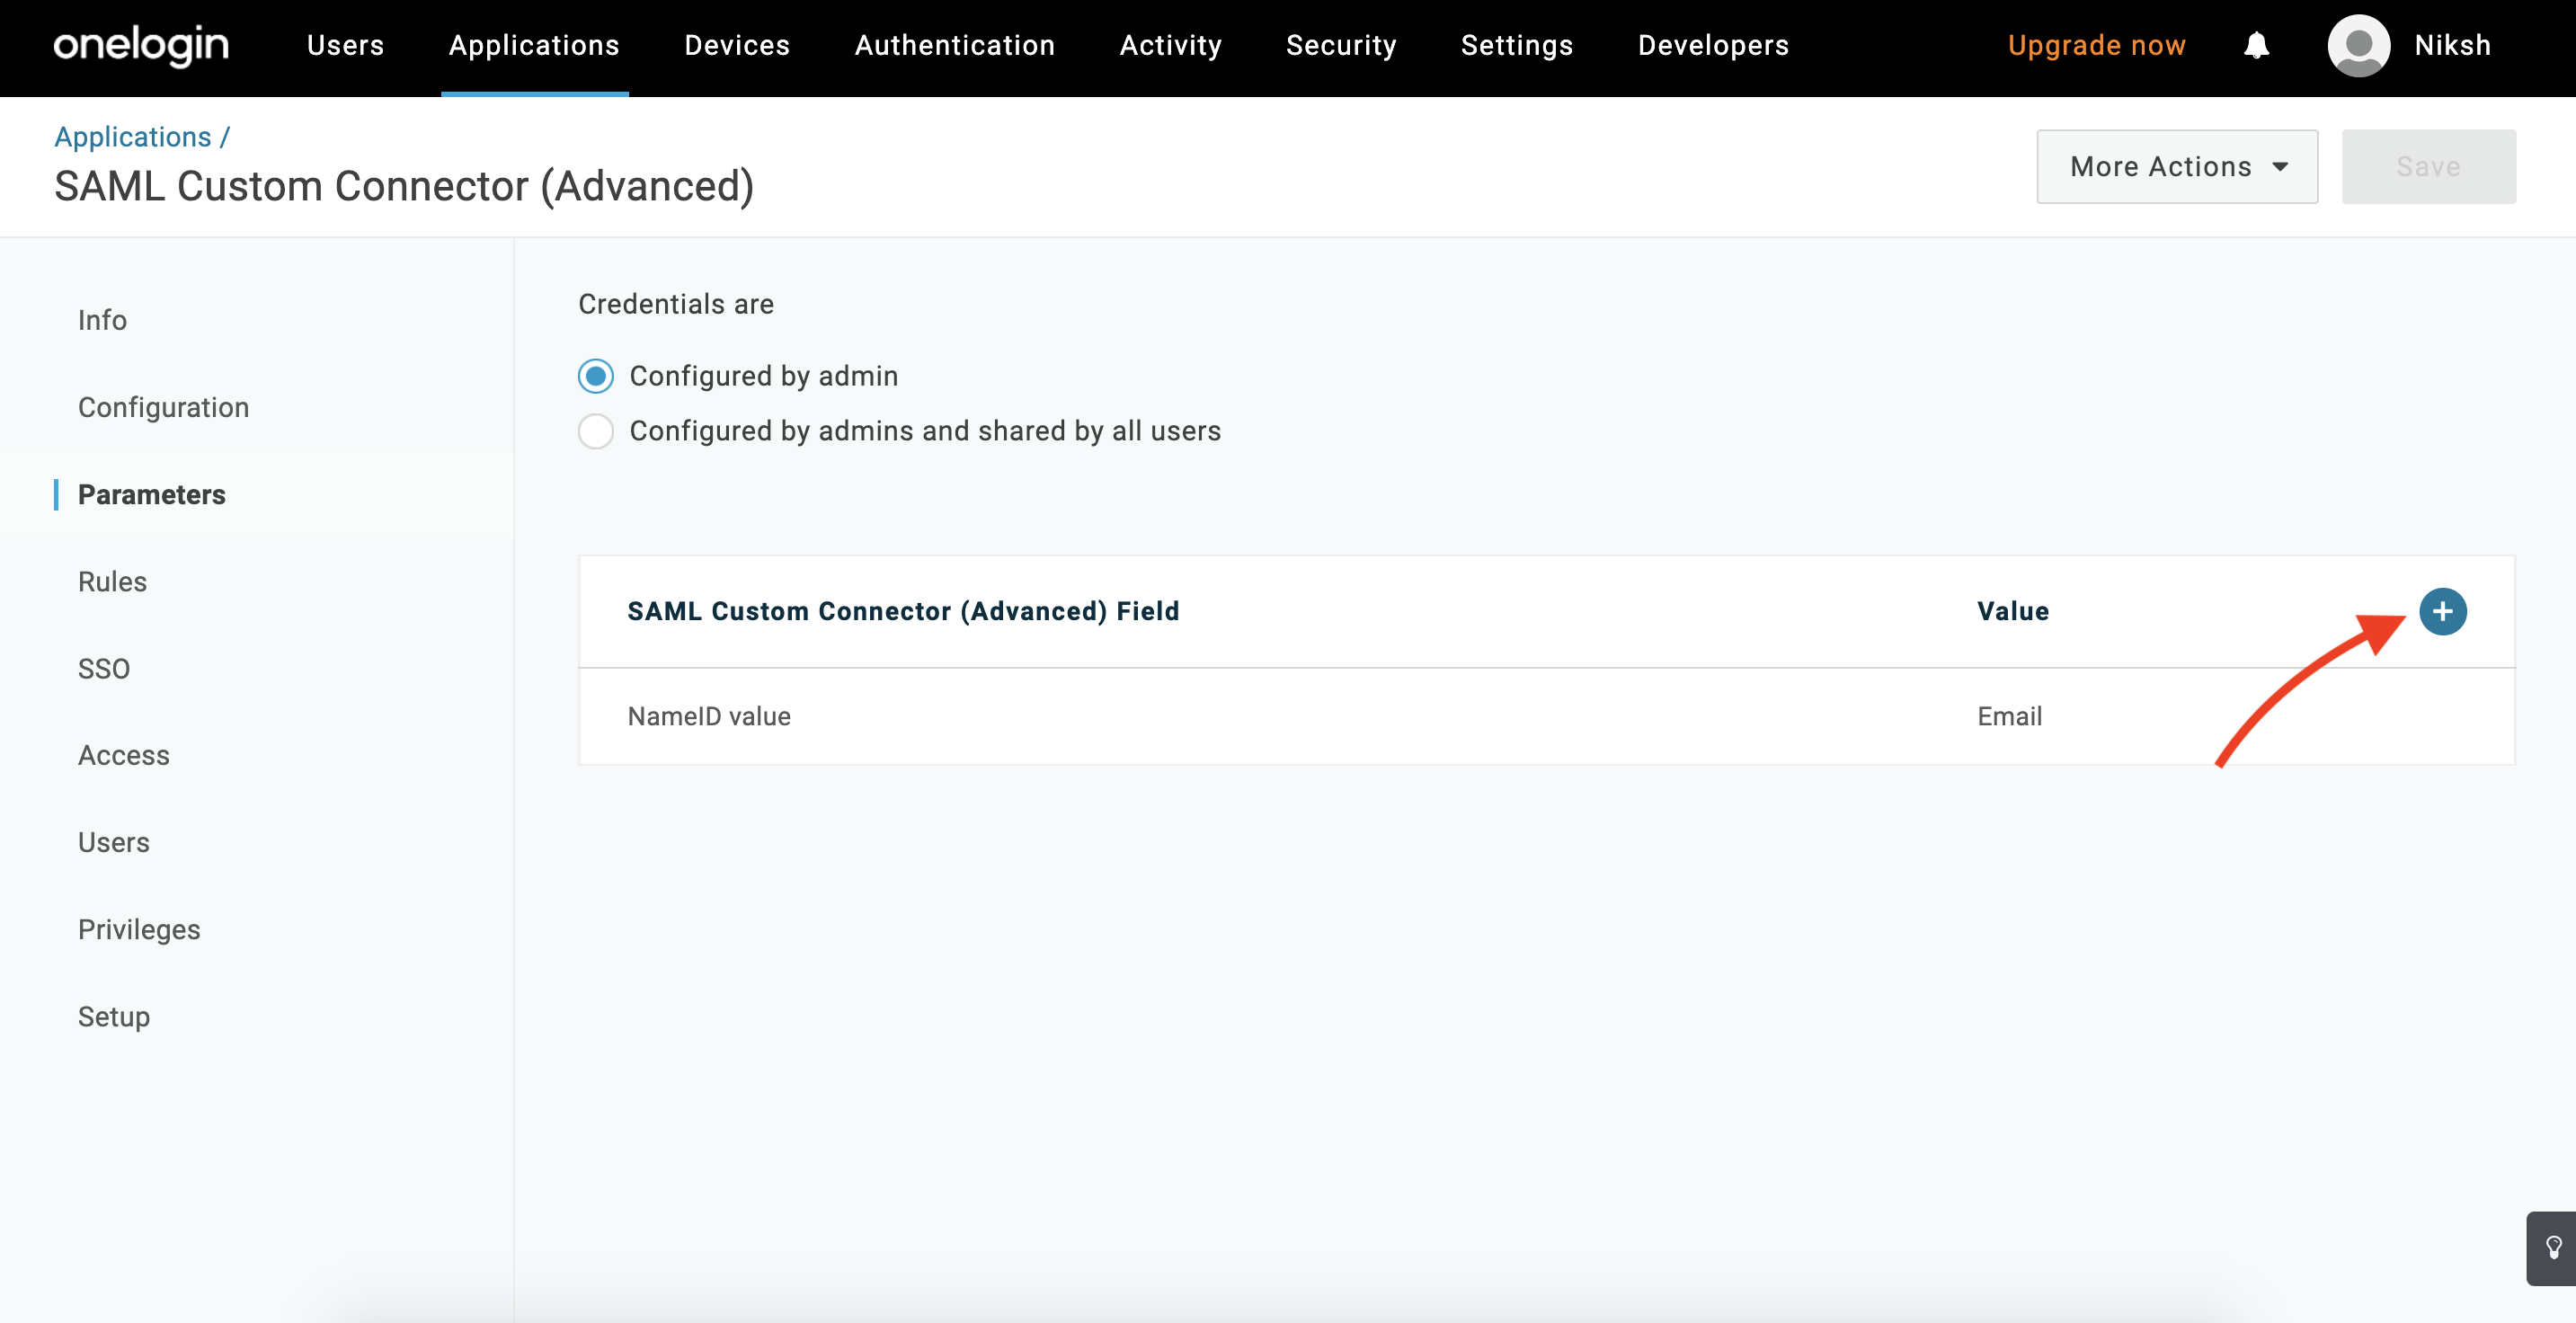 onelogin Users Applications Devices Authentication Activity Security Settings Developers Upgrade now Niksh
Applications /
SAML Custom Connector (Advanced)
More Actions Save
Info
Configuration
Parameters
Rules
SSO
Access
Users
Privileges
Setup
Credentials are
Configured by admin
Configured by admins and shared by all users
SAML Custom Connector (Advanced) Field Value
NameID value Email